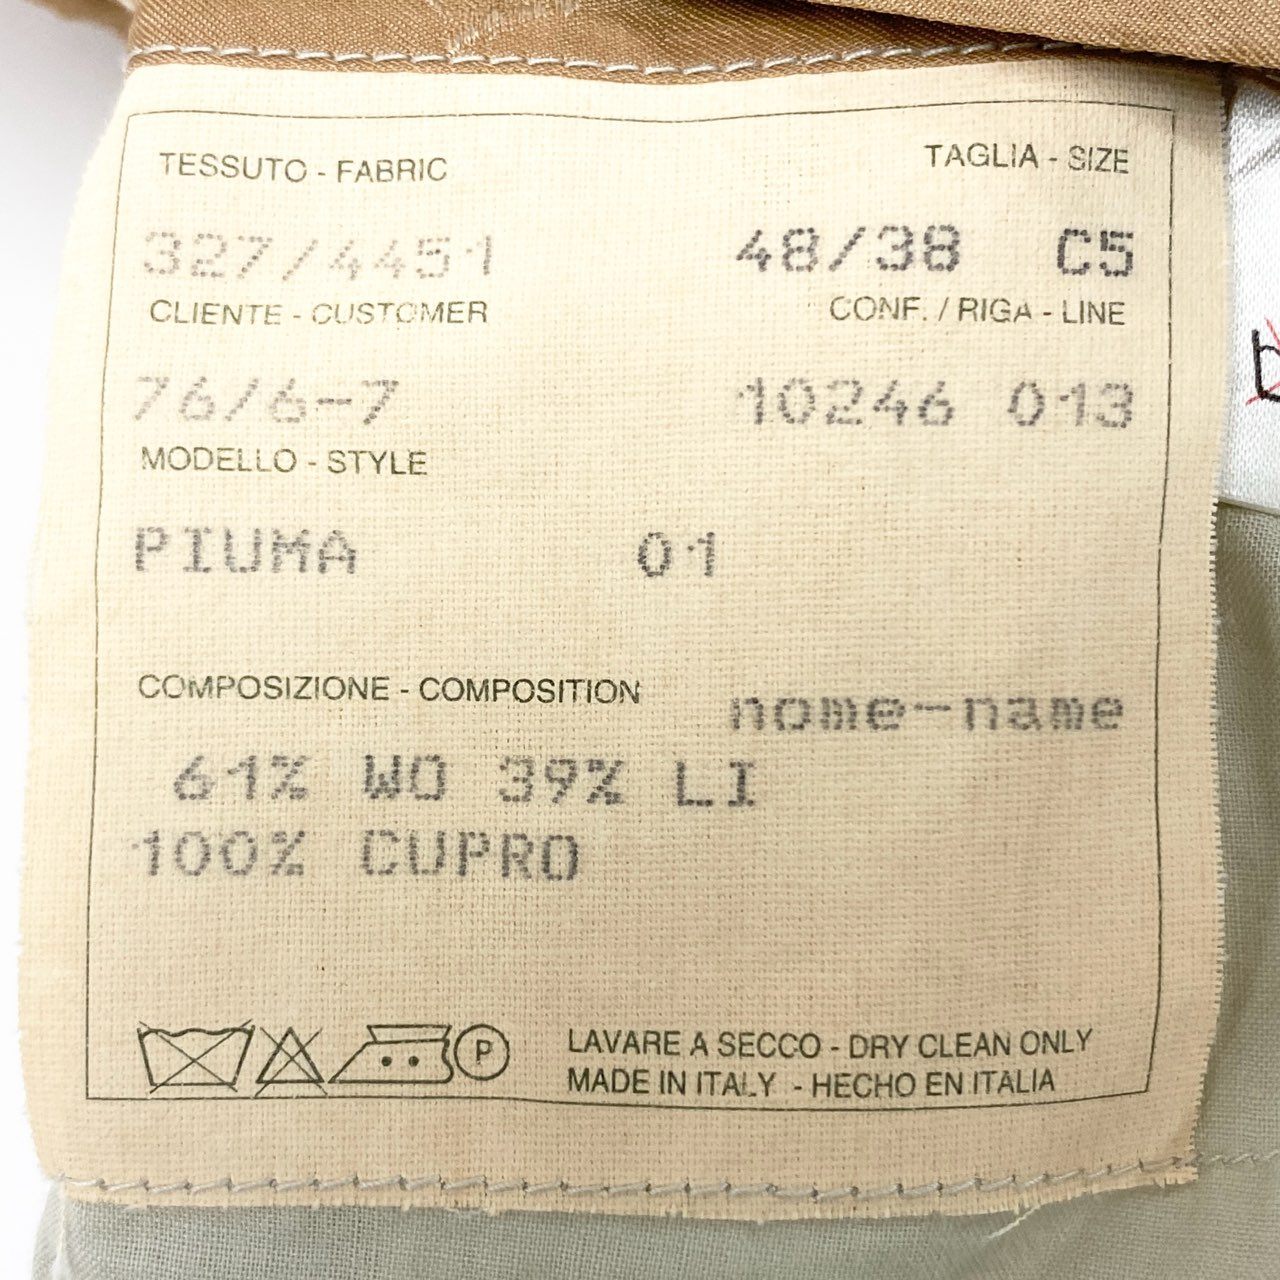 TESSUTO - FABRIC TAGLIA - SIZE
327/4451 48/38 C5
CLIENTE - CUSTOMER CONF. / RIGA - LINE
76/6-7 10246 013
MODELLO - STYLE
PIUMA 01
COMPOSIZIONE - COMPOSITION nome-name
61% WO 39% LI
100% CUPRO
P
LAVARE A SECCO - DRY CLEAN ONLY
MADE IN ITALY - HECHO EN ITALIA